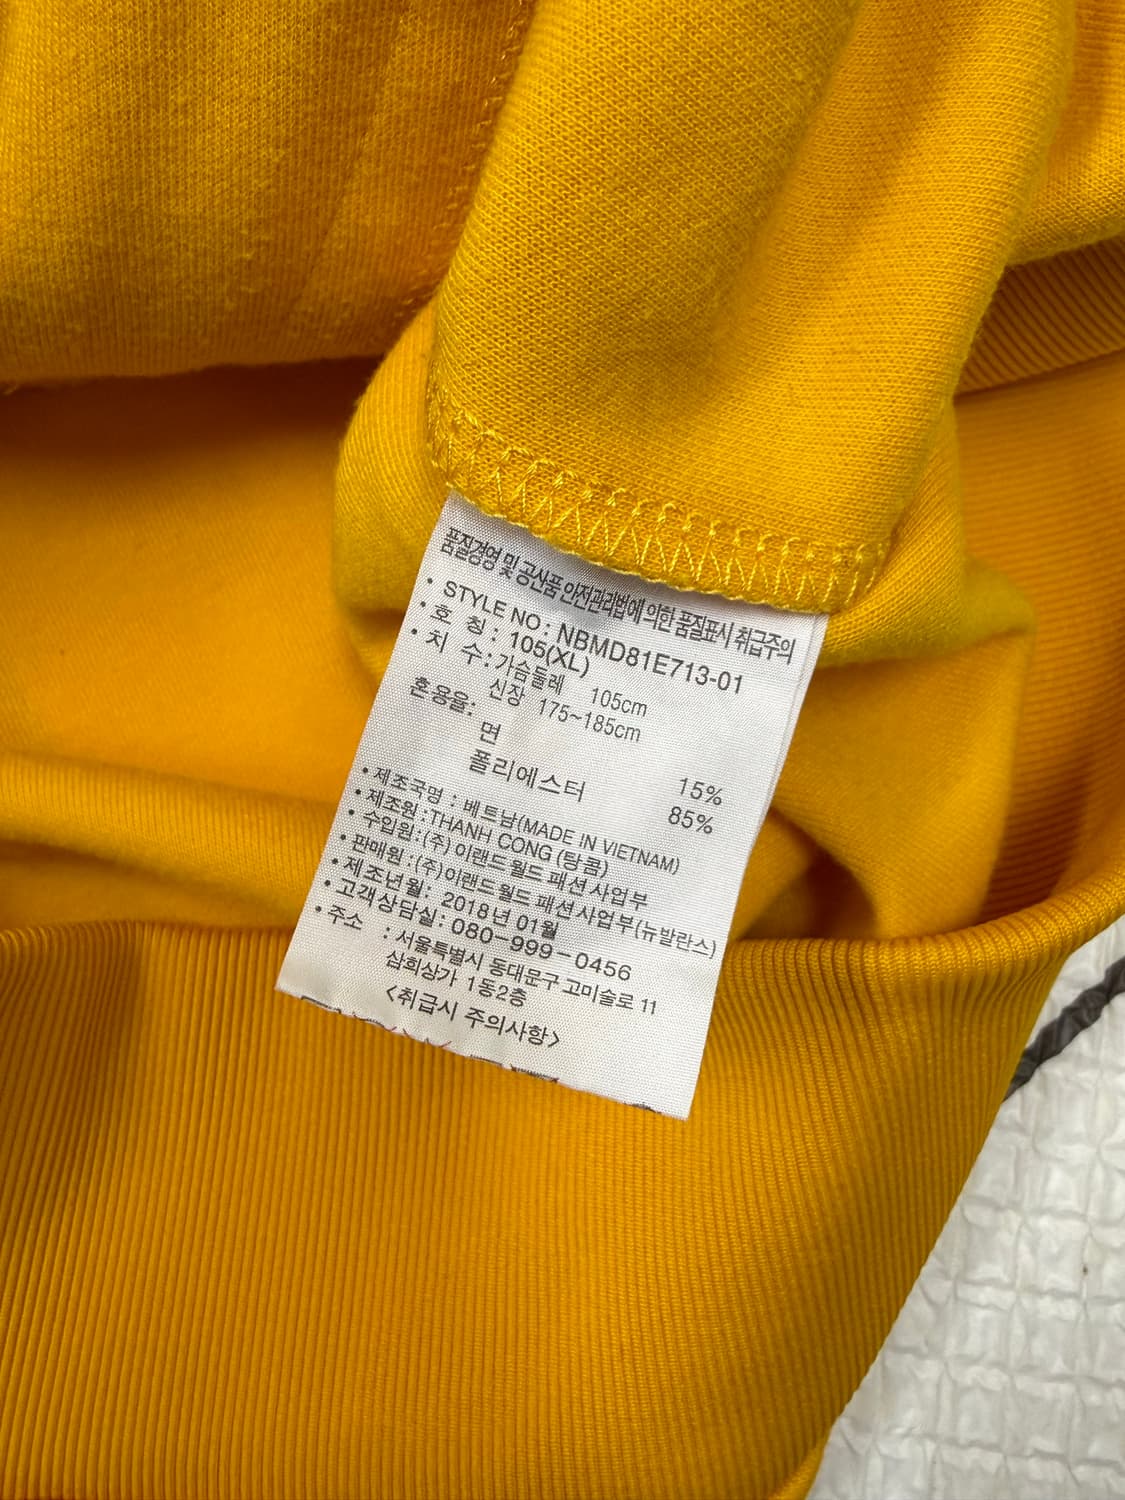 품질경영 및 공산품 안전관리법에 의한 품질표시 취급주의
• STYLE NO : NBMD81E713-01
• 호 칭 : 105(XL)
• 치 수 : 가슴둘레 105cm
신장 175~185cm
혼용율:
면 15%
폴리에스터 85%
• 제조국명 : 베트남(MADE IN VIETNAM)
• 제조원 : THANH CONG (탐콤)
• 수입원 : (주) 이랜드월드 패션사업부
• 판매원 : (주)이랜드월드 패션사업부(뉴발란스)
• 제조년월: 2018년 01월
• 고객상담실: 080-999-0456
• 주소 : 서울특별시 동대문구 고미술로 11
삼희상가 1동2층
<취급시 주의사항>